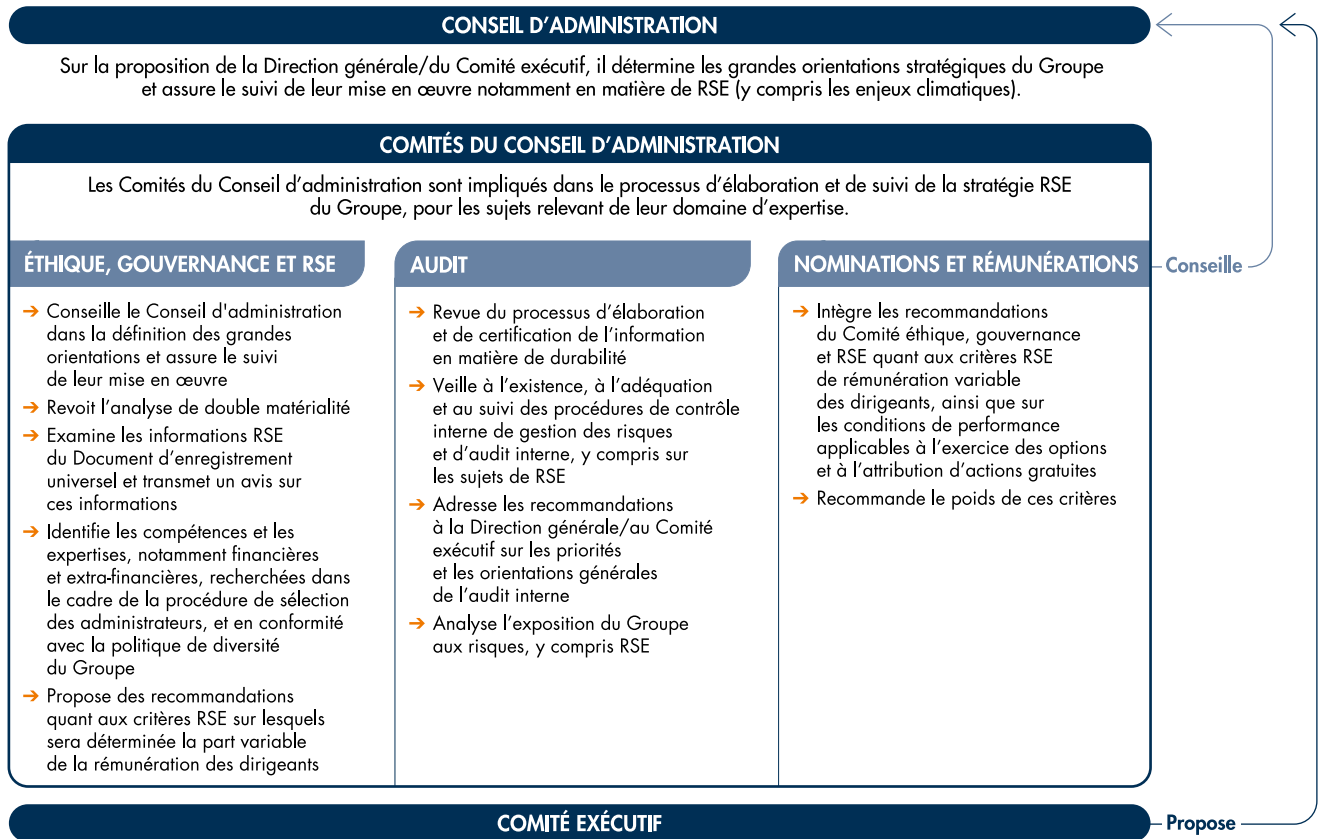 CONSEIL D'ADMINISTRATION
Sur la proposition de la Direction générale/du Comité exécutif, il détermine les grandes orientations stratégiques du Groupe
et assure le suivi de leur mise en œuvre notamment en matière de RSE (y compris les enjeux climatiques).
COMITÉS DU CONSEIL D'ADMINISTRATION
Les Comités du Conseil d'administration sont impliqués dans le processus d'élaboration et de suivi de la stratégie RSE
du Groupe, pour les sujets relevant de leur domaine d'expertise.
ÉTHIQUE, GOUVERNANCE ET RSE
➔ Conseille le Conseil d'administration
dans la définition des grandes
orientations et assure le suivi
de leur mise en œuvre
➔ Revoit l'analyse de double matérialité
➔ Examine les informations RSE
du Document d'enregistrement
universel et transmet un avis sur
ces informations
➔ Identifie les compétences et les
expertises, notamment financières
et extra-financières, recherchées dans
le cadre de la procédure de sélection
des administrateurs, et en conformité
avec la politique de diversité
du Groupe
➔ Propose des recommandations
quant aux critères RSE sur lesquels
sera déterminée la part variable
de la rémunération des dirigeants
AUDIT
➔ Revue du processus d'élaboration
et de certification de l'information
en matière de durabilité
➔ Veille à l'existence, à l'adéquation
et au suivi des procédures de contrôle
interne de gestion des risques
et d'audit interne, y compris sur
les sujets de RSE
➔ Adresse les recommandations
à la Direction générale/au Comité
exécutif sur les priorités
et les orientations générales
de l'audit interne
➔ Analyse l'exposition du Groupe
aux risques, y compris RSE
NOMINATIONS ET RÉMUNÉRATIONS
➔ Intègre les recommandations
du Comité éthique, gouvernance
et RSE quant aux critères RSE
de rémunération variable
des dirigeants, ainsi que sur
les conditions de performance
applicables à l'exercice des options
et à l'attribution d'actions gratuites
➔ Recommande le poids de ces critères
Conseille
COMITÉ EXÉCUTIF
Propose